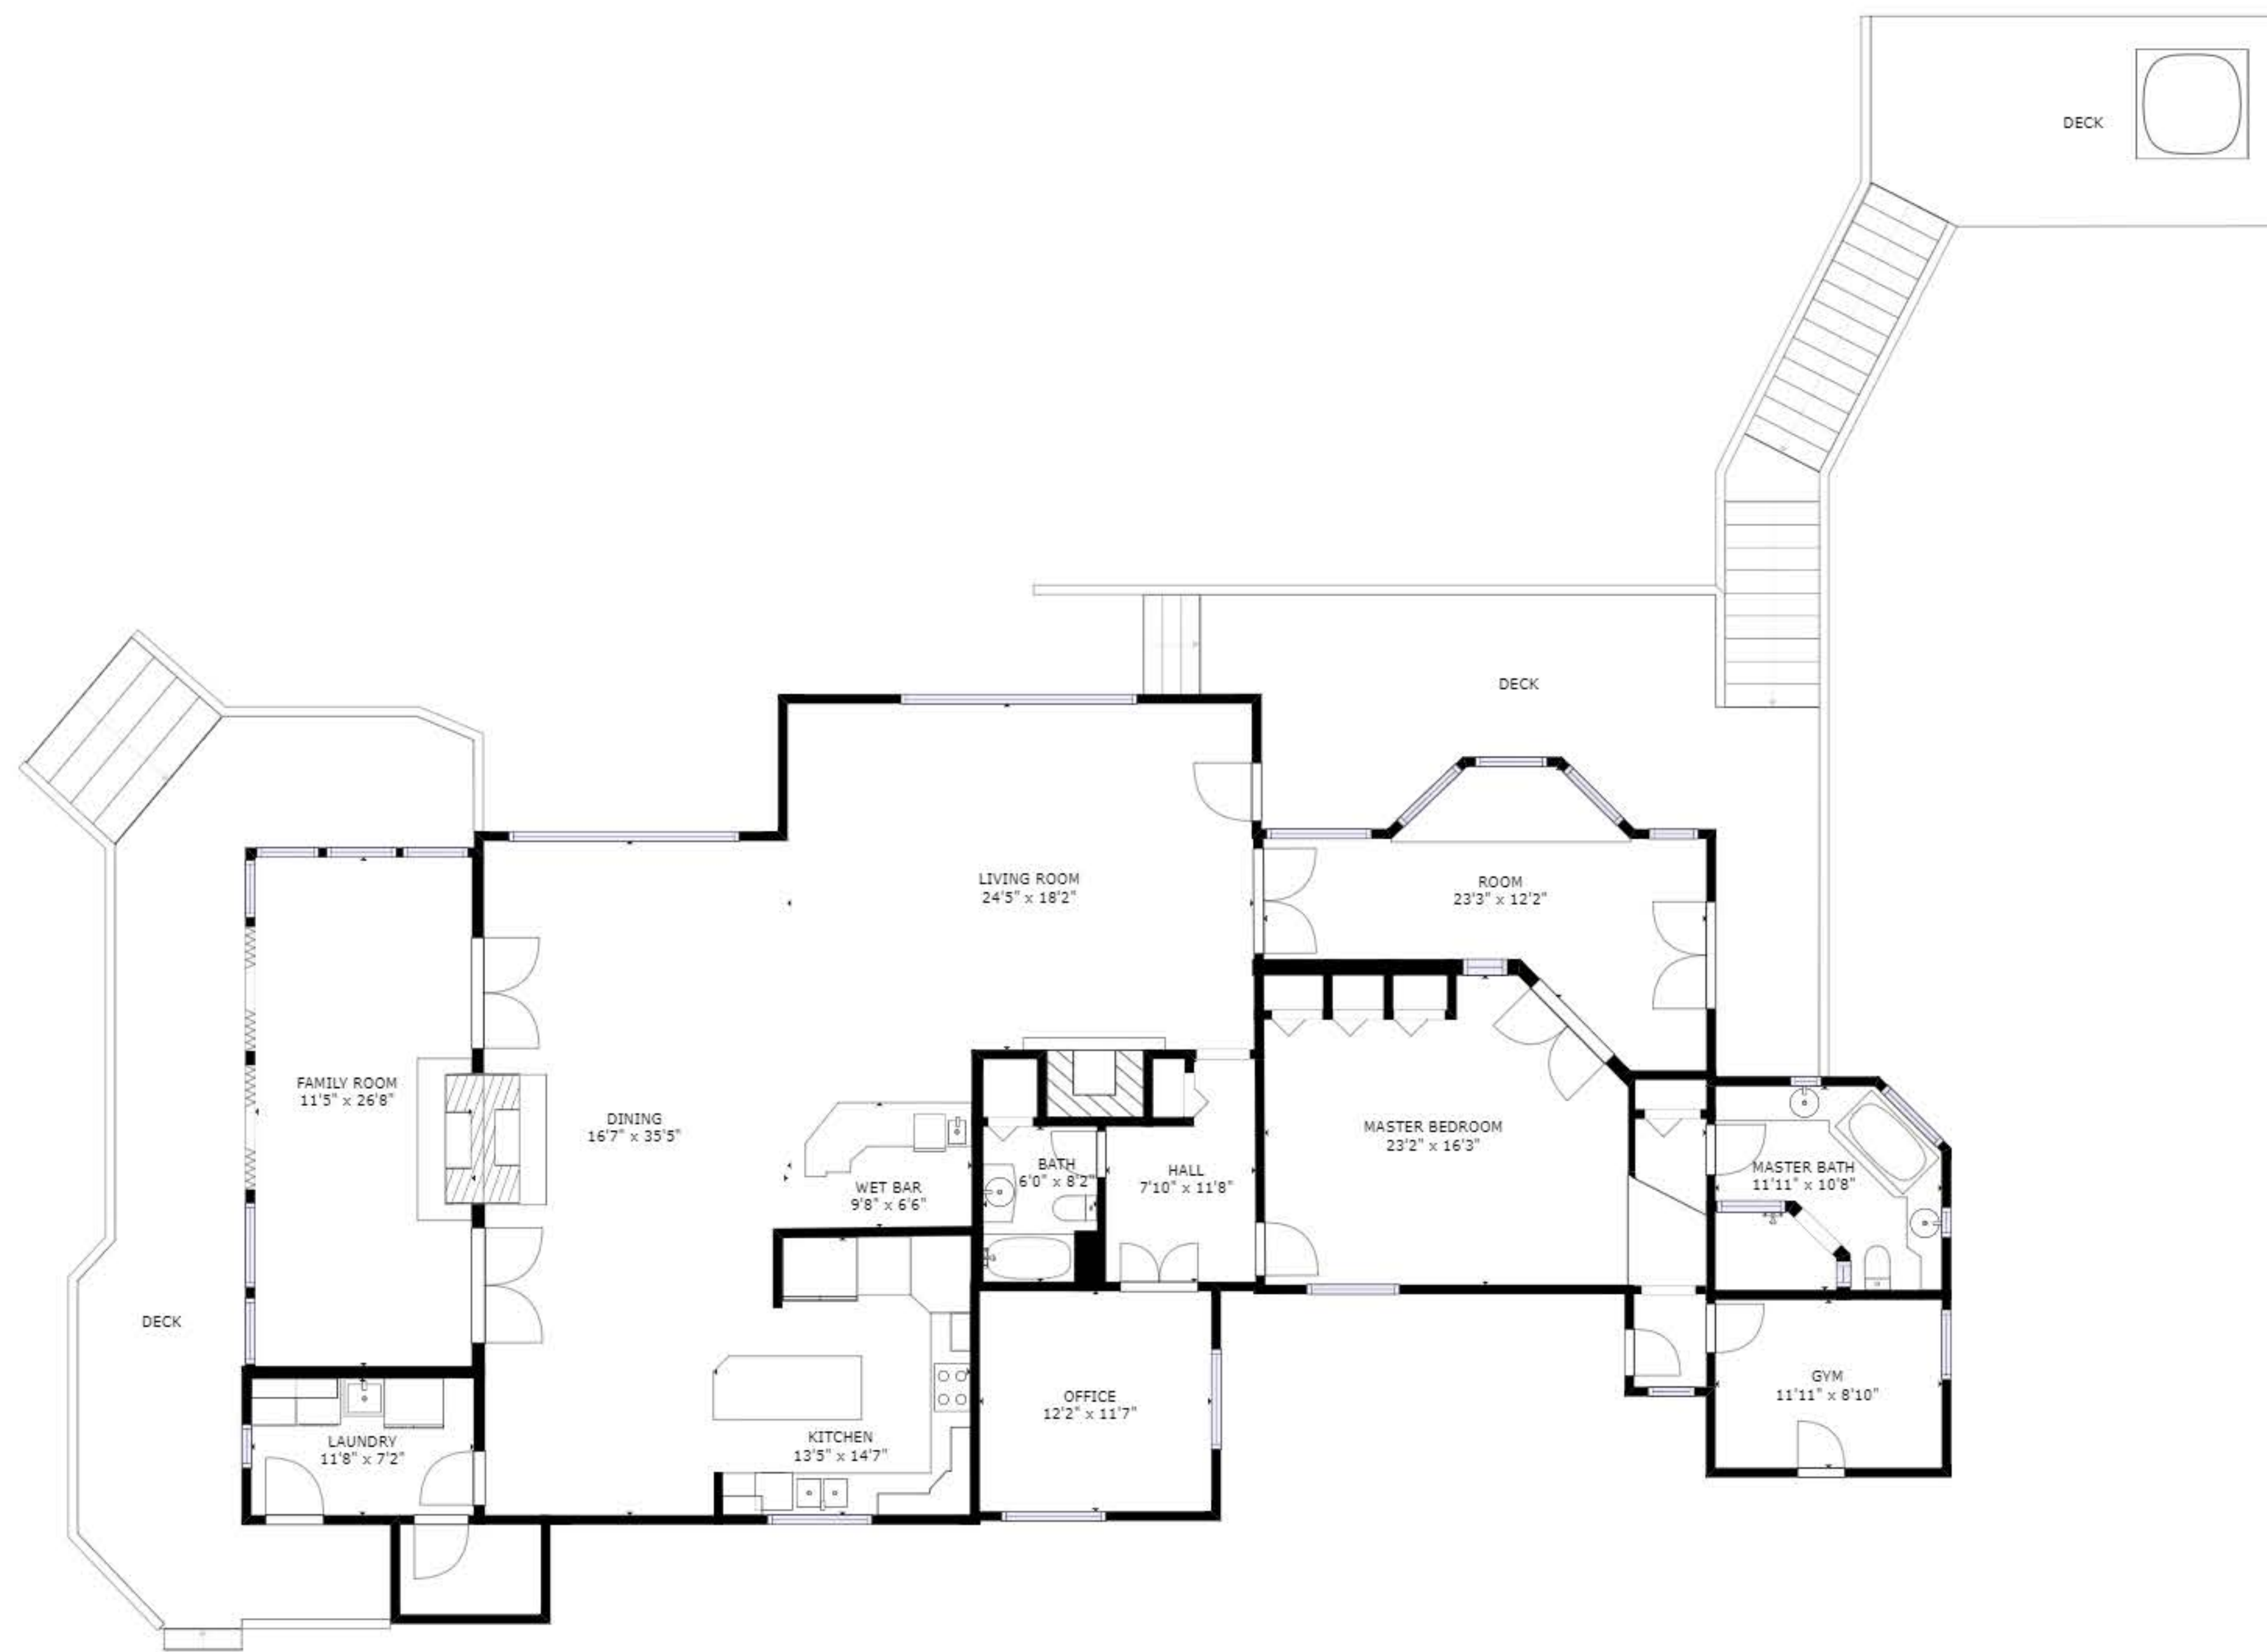 DECK
DECK
LIVING ROOM
24'5" x 18'2"
ROOM
23'3" x 12'2"
FAMILY ROOM
11'5" x 26'8"
DINING
16'7" x 35'5"
MASTER BEDROOM
23'2" x 16'3"
BATH
6'0" x 8'2"
HALL
7'10" x 11'8"
MASTER BATH
11'11" x 10'8"
WET BAR
9'8" x 6'6"
DECK
GYM
11'11" x 8'10"
OFFICE
12'2" x 11'7"
KITCHEN
13'5" x 14'7"
LAUNDRY
11'8" x 7'2"